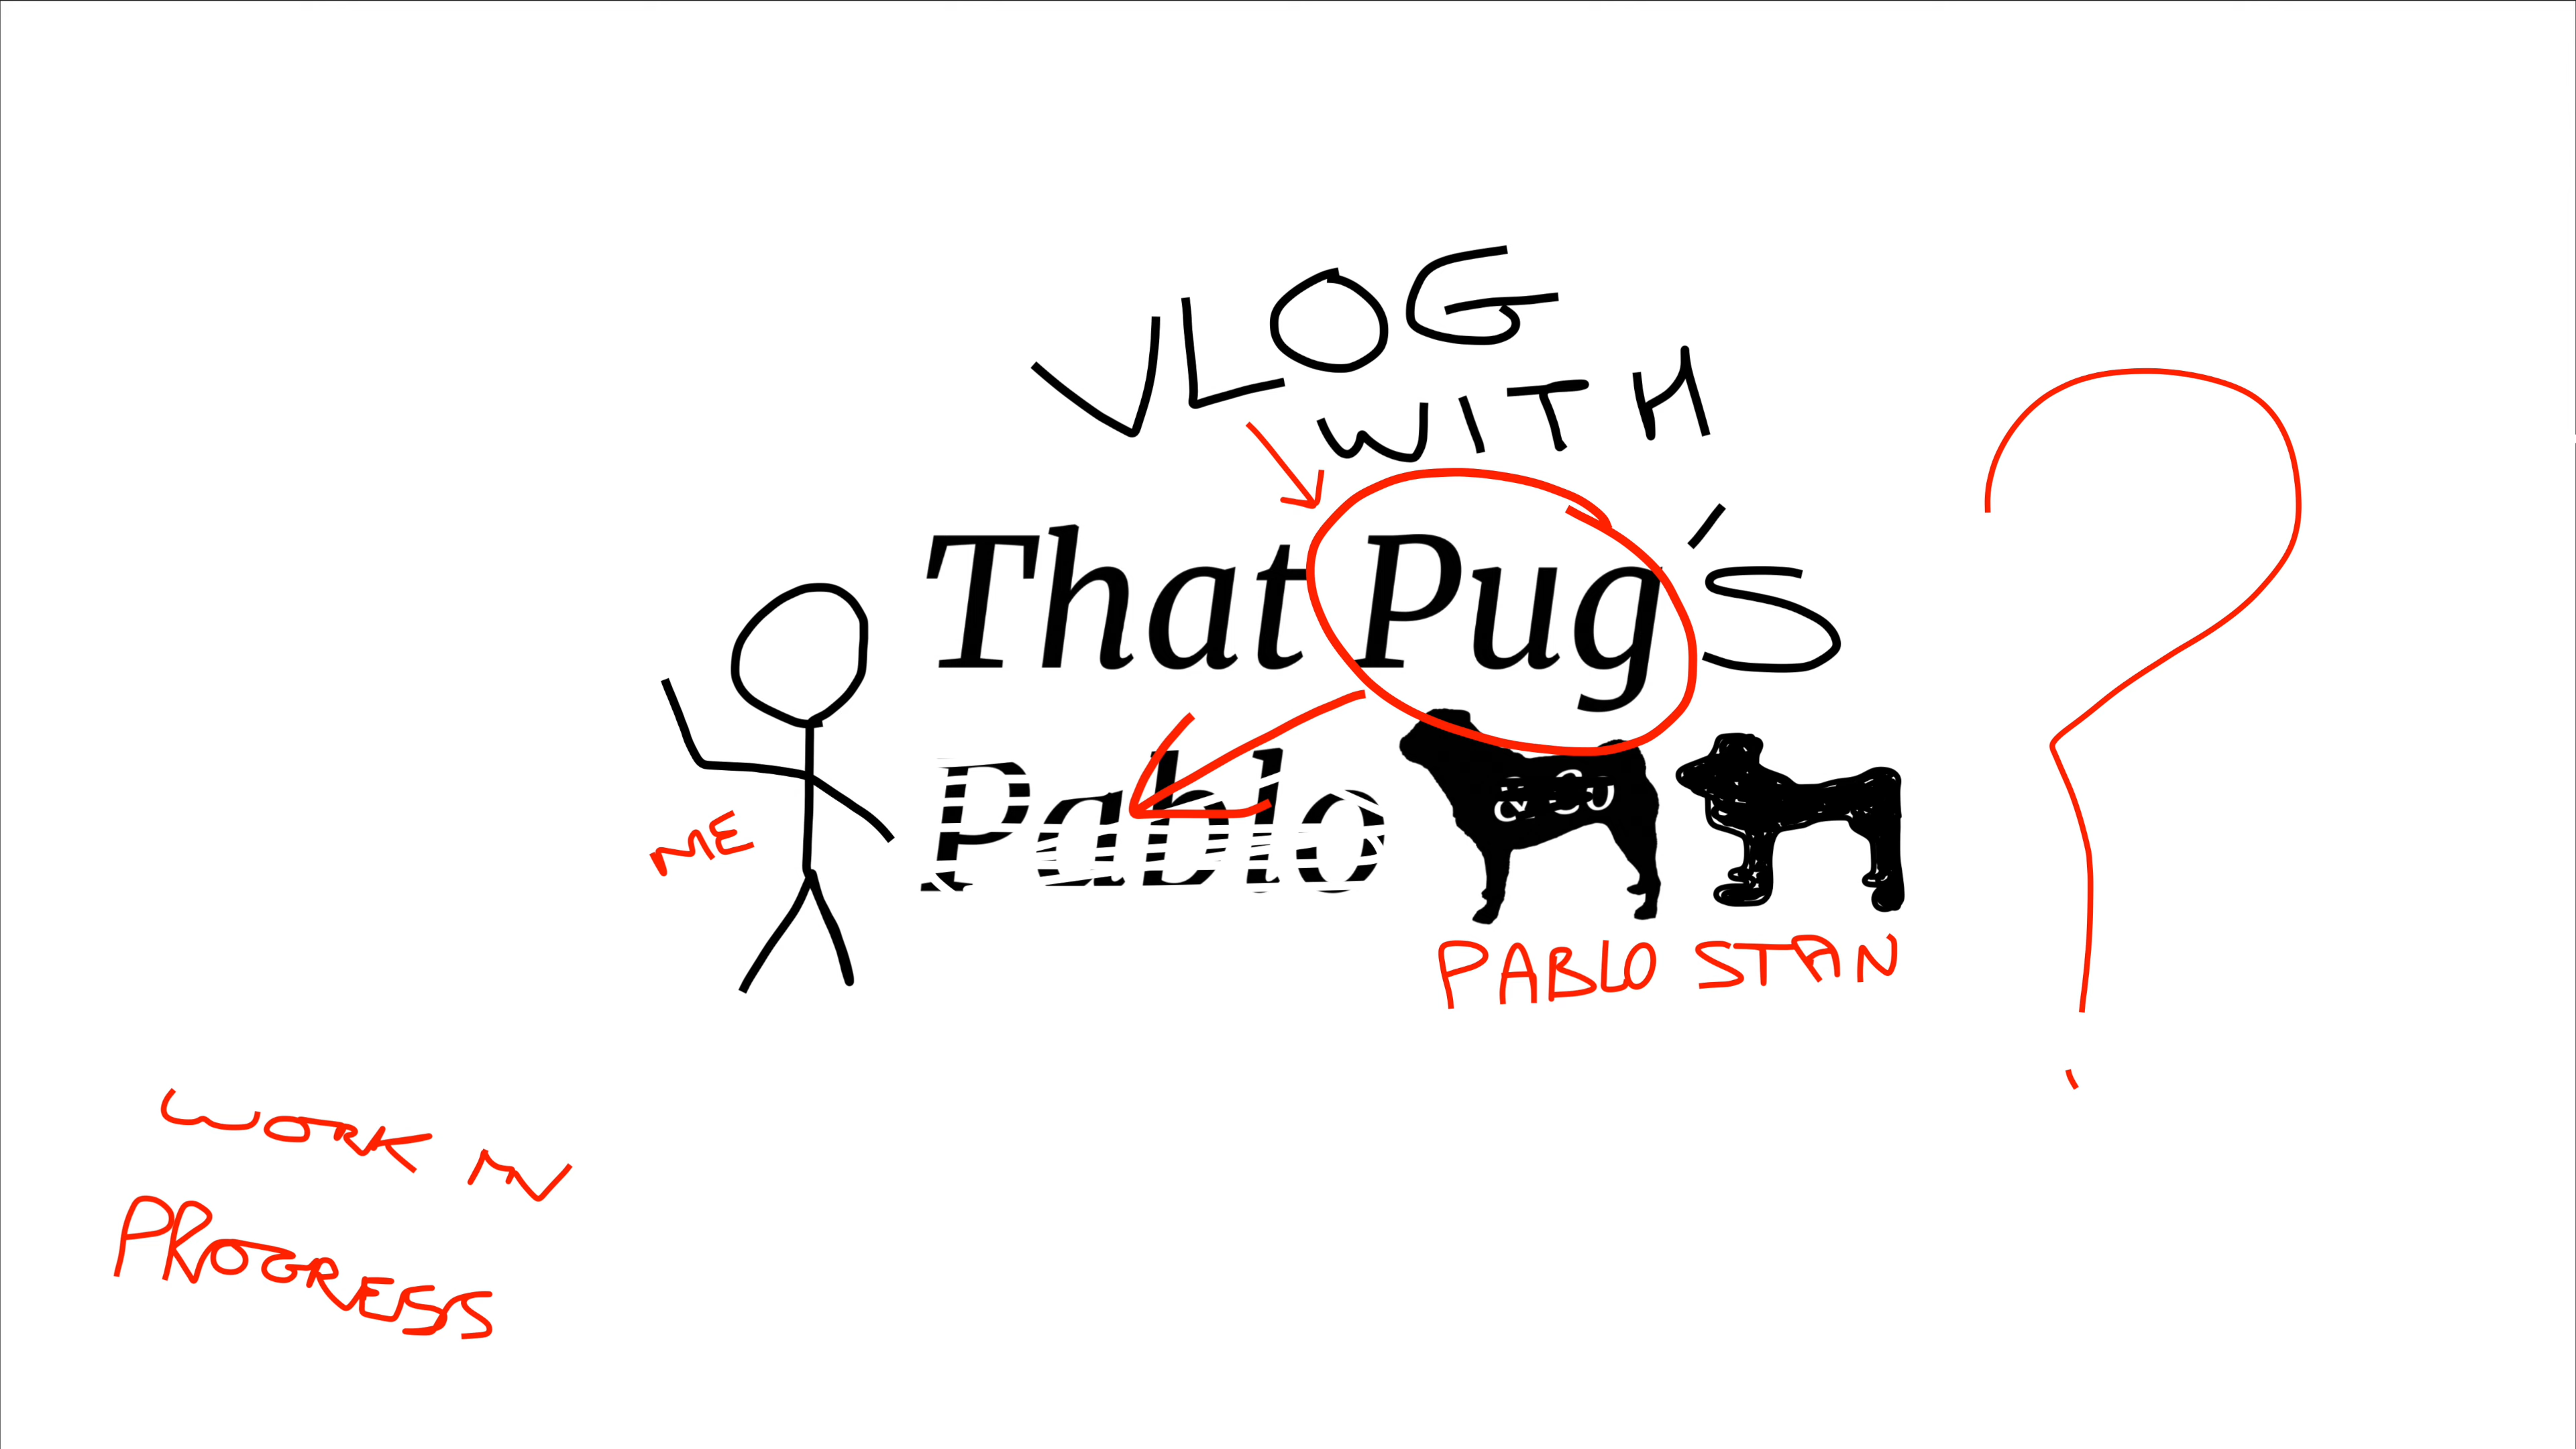 VLOG
WITH
That Pug's
Pablo
ME
PABLO STAN
?
WORK IN
PROGRESS